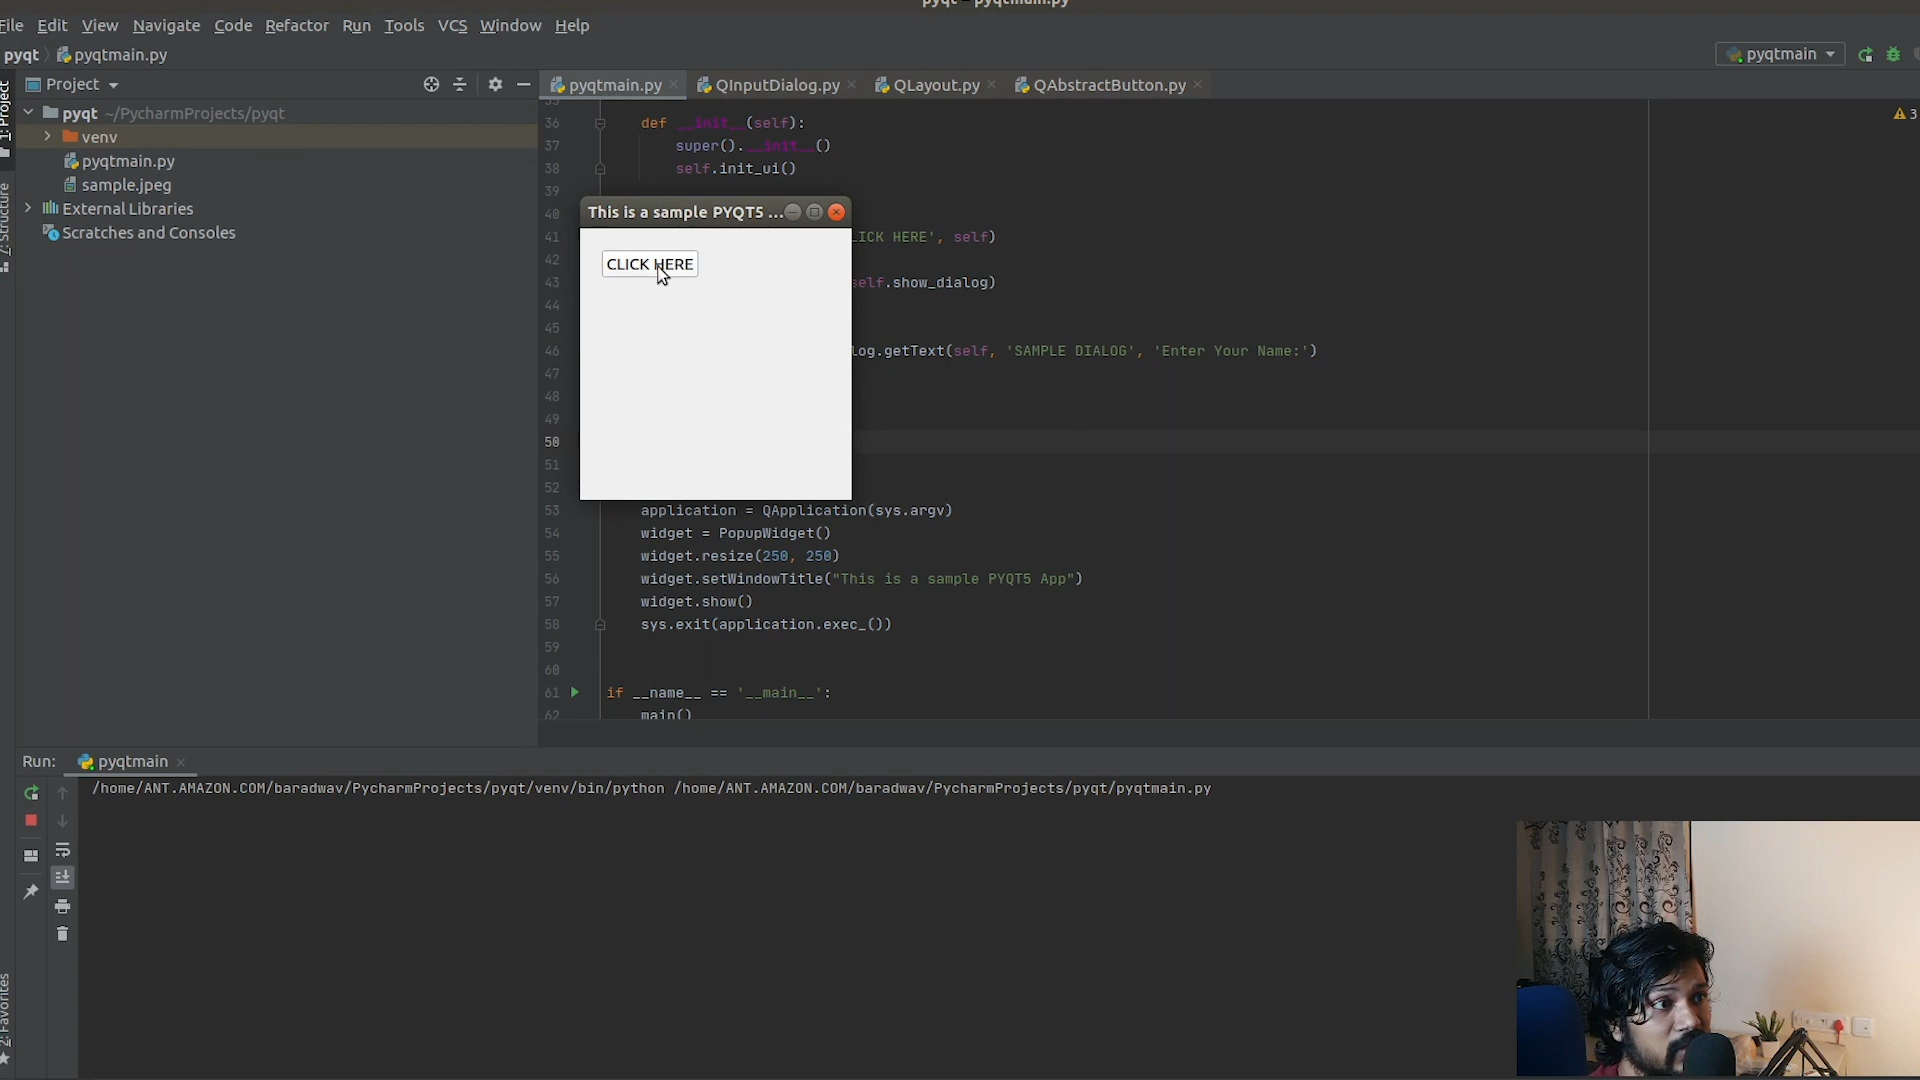 pyqt – pyqtmain.py
File Edit View Navigate Code Refactor Run Tools VCS Window Help
pyqt pyqtmain.py
pyqtmain
Project
pyqtmain.py QInputDialog.py QLayout.py QAbstractButton.py
1: Project
7: Structure
2: Favorites
pyqt ~/PycharmProjects/pyqt
venv
pyqtmain.py
sample.jpeg
External Libraries
Scratches and Consoles
3
35
36 def __init__(self):
37 super().__init__()
38 self.init_ui()
39
40
41 LICK HERE', self)
42
43 self.show_dialog)
44
45
46 log.getText(self, 'SAMPLE DIALOG', 'Enter Your Name:')
47
48
49
50
51
52
53 application = QApplication(sys.argv)
54 widget = PopupWidget()
55 widget.resize(250, 250)
56 widget.setWindowTitle("This is a sample PYQT5 App")
57 widget.show()
58 sys.exit(application.exec_())
59
60
61 if __name__ == '__main__':
62 main()
This is a sample PYQT5 ...
CLICK HERE
Run: pyqtmain
/home/ANT.AMAZON.COM/baradwav/PycharmProjects/pyqt/venv/bin/python /home/ANT.AMAZON.COM/baradwav/PycharmProjects/pyqt/pyqtmain.py